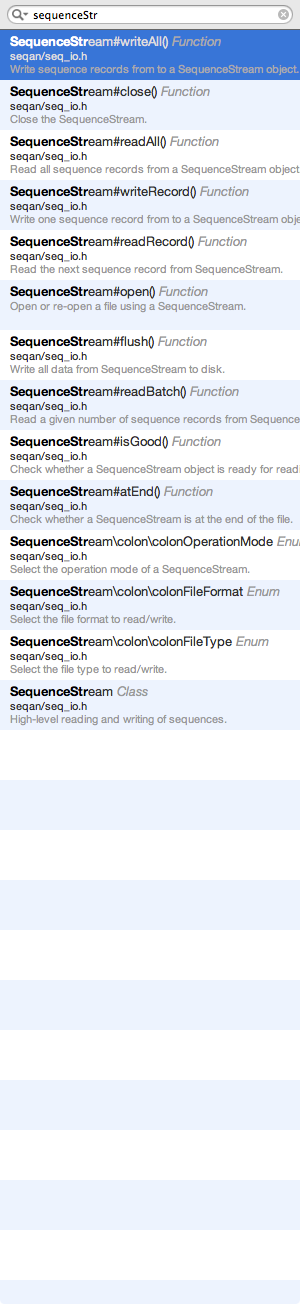 sequenceStr
SequenceStream#writeAll() Function
seqan/seq_io.h
Write sequence records from to a SequenceStream object.
SequenceStream#close() Function
seqan/seq_io.h
Close the SequenceStream.
SequenceStream#readAll() Function
seqan/seq_io.h
Read all sequence records from a SequenceStream object
SequenceStream#writeRecord() Function
seqan/seq_io.h
Write one sequence record from to a SequenceStream obje
SequenceStream#readRecord() Function
seqan/seq_io.h
Read the next sequence record from SequenceStream.
SequenceStream#open() Function
Open or re-open a file using a SequenceStream.
SequenceStream#flush() Function
seqan/seq_io.h
Write all data from SequenceStream to disk.
SequenceStream#readBatch() Function
seqan/seq_io.h
Read a given number of sequence records from Sequence
SequenceStream#isGood() Function
seqan/seq_io.h
Check whether a SequenceStream object is ready for readi
SequenceStream#atEnd() Function
seqan/seq_io.h
Check whether a SequenceStream is at the end of the file.
SequenceStream\colon\colonOperationMode Enum
seqan/seq_io.h
Select the operation mode of a SequenceStream.
SequenceStream\colon\colonFileFormat Enum
seqan/seq_io.h
Select the file format to read/write.
SequenceStream\colon\colonFileType Enum
seqan/seq_io.h
Select the file type to read/write.
SequenceStream Class
seqan/seq_io.h
High-level reading and writing of sequences.